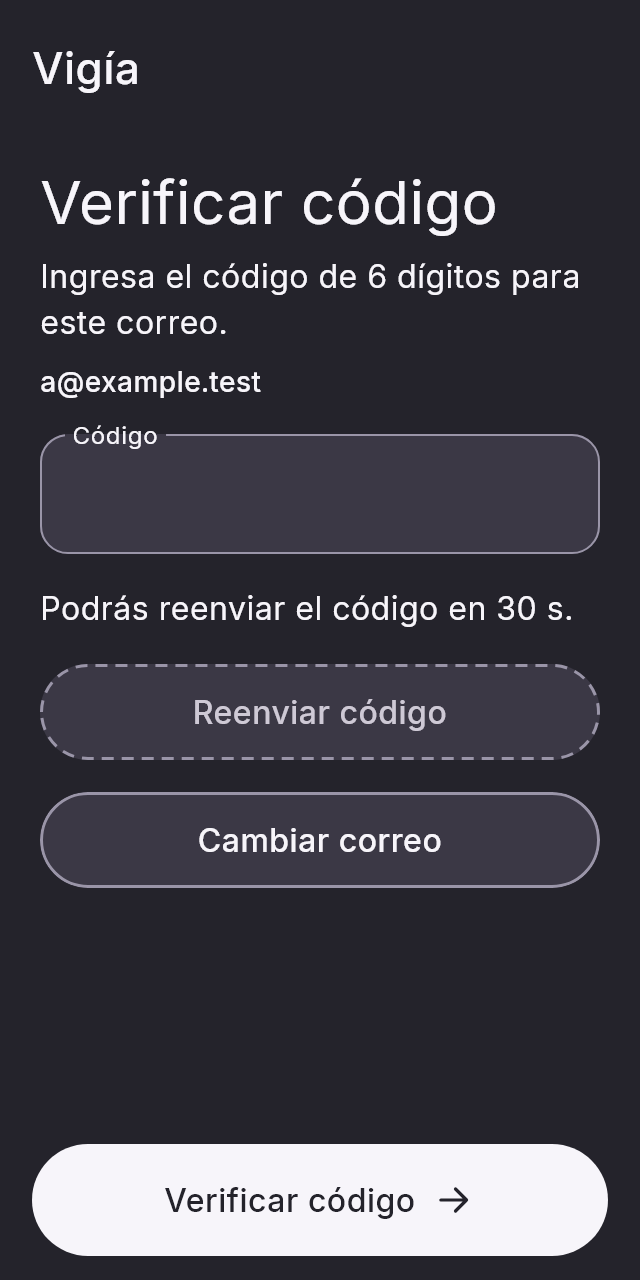 Vigía
Verificar código
Ingresa el código de 6 dígitos para
este correo.
a@example.test
Código
Podrás reenviar el código en 30 s.
Reenviar código
Cambiar correo
Verificar código